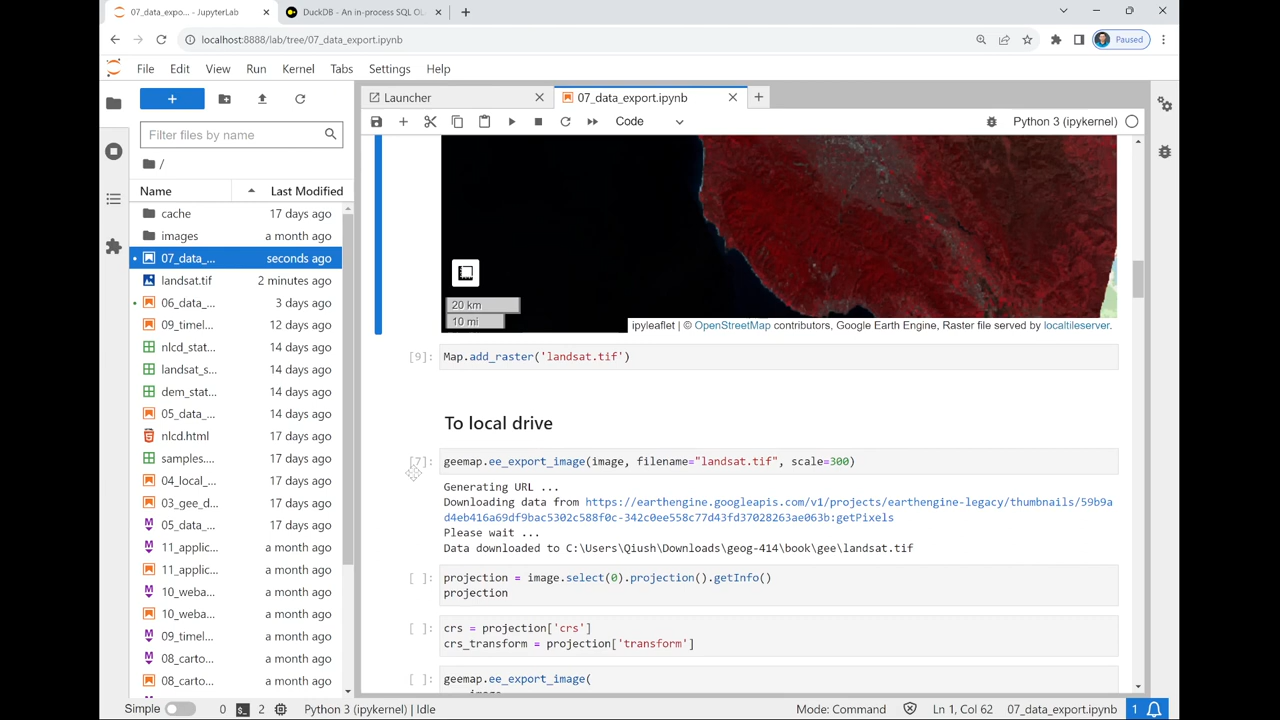 07_data_expo... - JupyterLab
DuckDB - An in-process SQL OL
localhost:8888/lab/tree/07_data_export.ipynb
Paused
File Edit View Run Kernel Tabs Settings Help
Launcher
07_data_export.ipynb
Code
Python 3 (ipykernel)
Filter files by name
/
Name Last Modified
cache 17 days ago
images a month ago
07_data_... seconds ago
landsat.tif 2 minutes ago
06_data_... 3 days ago
09_timel... 12 days ago
nlcd_stat... 14 days ago
landsat_s... 14 days ago
dem_stat... 14 days ago
05_data_... 14 days ago
nlcd.html 17 days ago
samples.... 17 days ago
04_local_... 17 days ago
03_gee_d... 17 days ago
05_data_... 17 days ago
11_applic... a month ago
11_applic... a month ago
10_weba... a month ago
10_weba... a month ago
09_timel... a month ago
08_carto... a month ago
08_carto... a month ago
20 km
10 mi
ipyleaflet | © OpenStreetMap contributors, Google Earth Engine, Raster file served by localtileserver.
[9]: Map.add_raster('landsat.tif')
To local drive
[7]: geemap.ee_export_image(image, filename="landsat.tif", scale=300)
Generating URL ...
Downloading data from https://earthengine.googleapis.com/v1/projects/earthengine-legacy/thumbnails/59b9a
d4eb416a69df9bac5302c588f0c-342c0ee558c77d43fd37028263ae063b:getPixels
Please wait ...
Data downloaded to C:\Users\Qiush\Downloads\geog-414\book\gee\landsat.tif
[ ]: projection = image.select(0).projection().getInfo()
projection
[ ]: crs = projection['crs']
crs_transform = projection['transform']
[ ]: geemap.ee_export_image(
Simple 0 2 Python 3 (ipykernel) | Idle
Mode: Command Ln 1, Col 62 07_data_export.ipynb 1